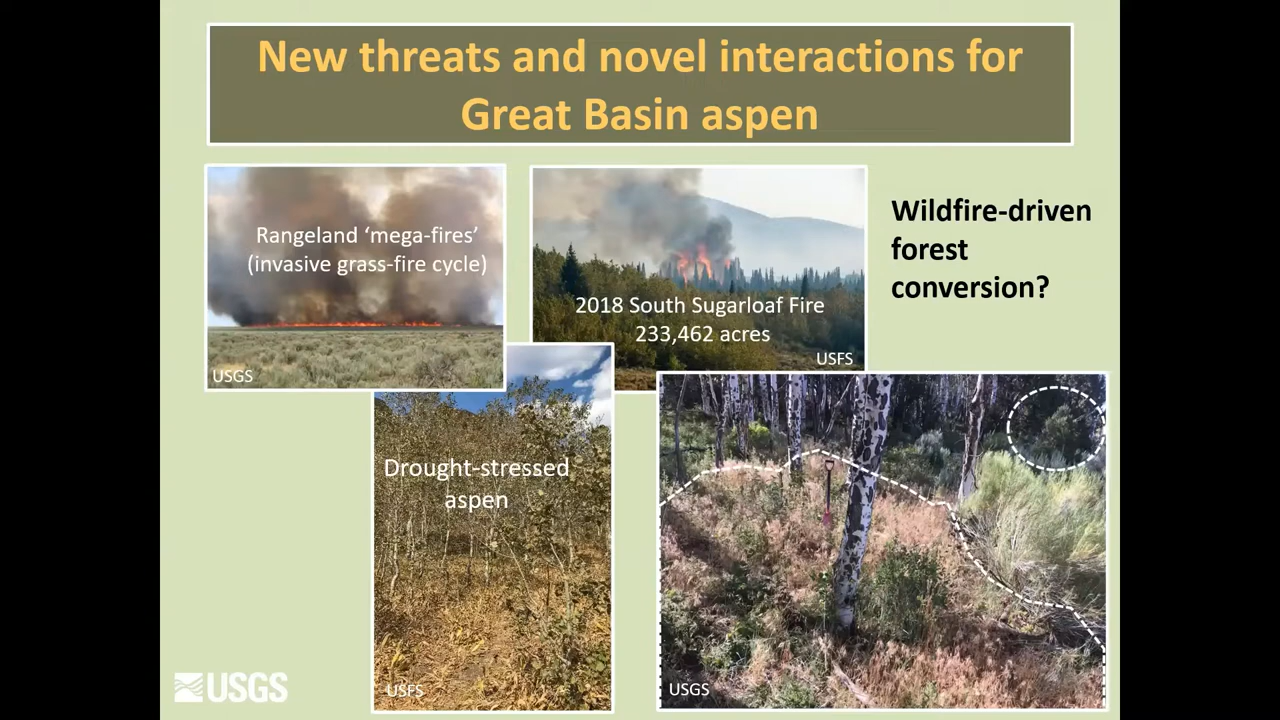 New threats and novel interactions for
Great Basin aspen
Rangeland ‘mega-fires’
(invasive grass-fire cycle)
USGS
2018 South Sugarloaf Fire
233,462 acres
USFS
Wildfire-driven
forest
conversion?
Drought-stressed
aspen
USFS
USGS
USGS